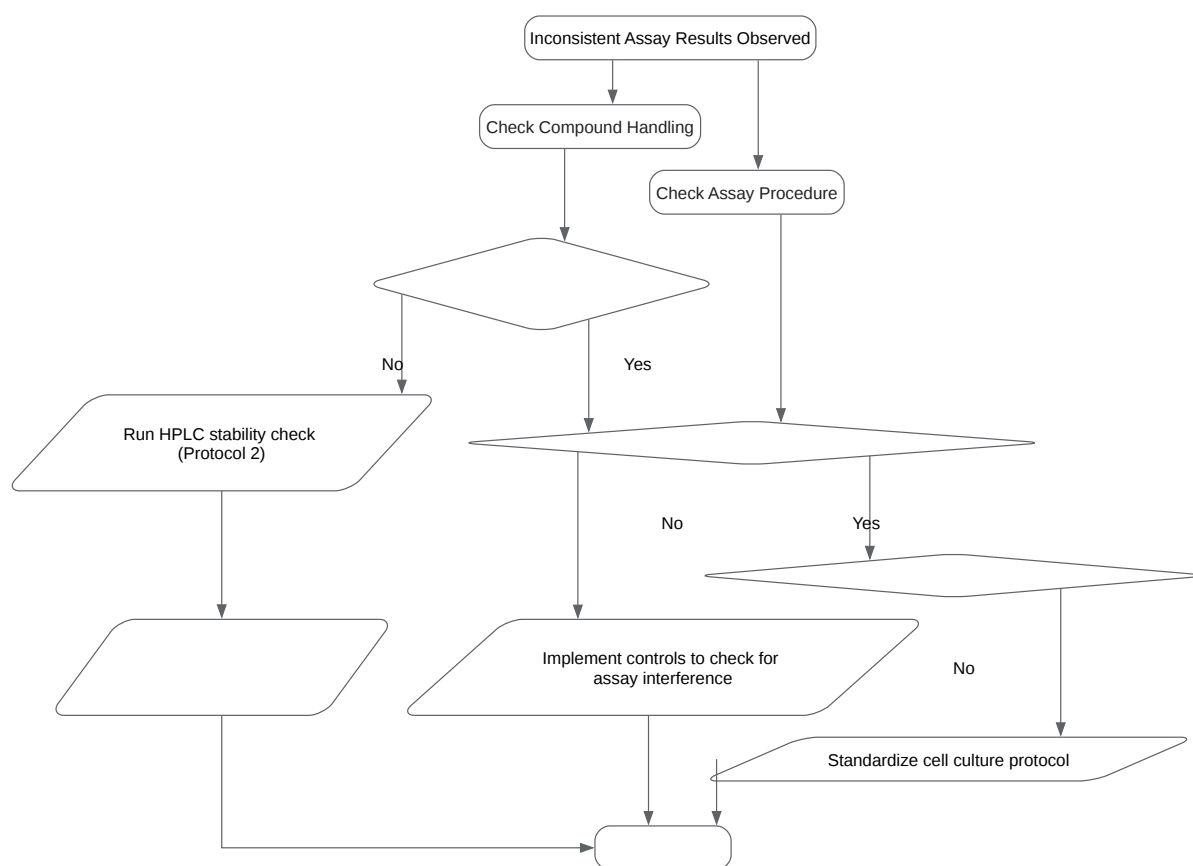 Inconsistent Assay Results Observed
Check Compound Handling
Check Assay Procedure
No
Yes
Run HPLC stability check
(Protocol 2)
No
Yes
Implement controls to check for
assay interference
No
Standardize cell culture protocol